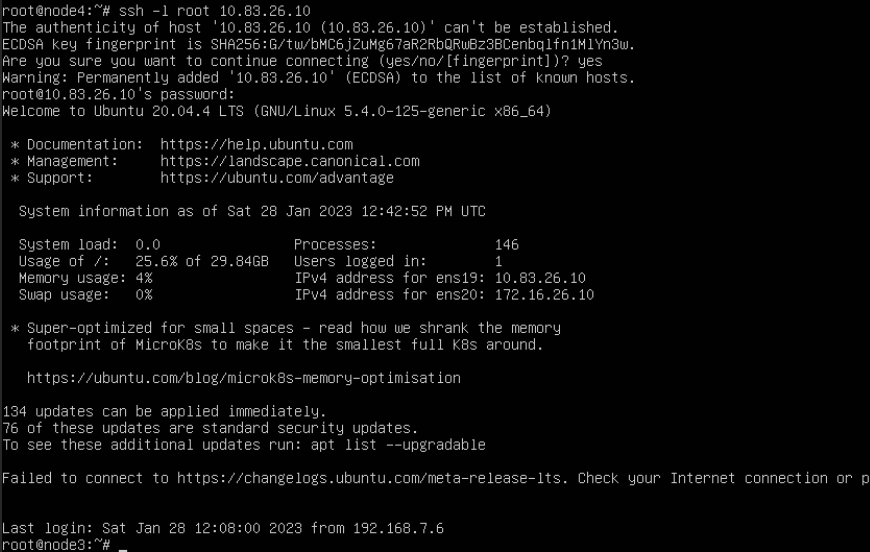 root@node4:~# ssh -l root 10.83.26.10
The authenticity of host '10.83.26.10 (10.83.26.10)' can't be established.
ECDSA key fingerprint is SHA256:G/tw/bMC6jZuMg67aR2RbQRwBz3BCenbqlfn1MlYn3w.
Are you sure you want to continue connecting (yes/no/[fingerprint])? yes
Warning: Permanently added '10.83.26.10' (ECDSA) to the list of known hosts.
root@10.83.26.10's password:
Welcome to Ubuntu 20.04.4 LTS (GNU/Linux 5.4.0-125-generic x86_64)
* Documentation: https://help.ubuntu.com
* Management: https://landscape.canonical.com
* Support: https://ubuntu.com/advantage
System information as of Sat 28 Jan 2023 12:42:52 PM UTC
System load: 0.0 Processes: 146
Usage of /: 25.6% of 29.84GB Users logged in: 1
Memory usage: 4% IPv4 address for ens19: 10.83.26.10
Swap usage: 0% IPv4 address for ens20: 172.16.26.10
* Super-optimized for small spaces - read how we shrank the memory
footprint of MicroK8s to make it the smallest full K8s around.
https://ubuntu.com/blog/microk8s-memory-optimisation
134 updates can be applied immediately.
76 of these updates are standard security updates.
To see these additional updates run: apt list --upgradable
Failed to connect to https://changelogs.ubuntu.com/meta-release-lts. Check your Internet connection or p
Last login: Sat Jan 28 12:08:00 2023 from 192.168.7.6
root@node3:~# _